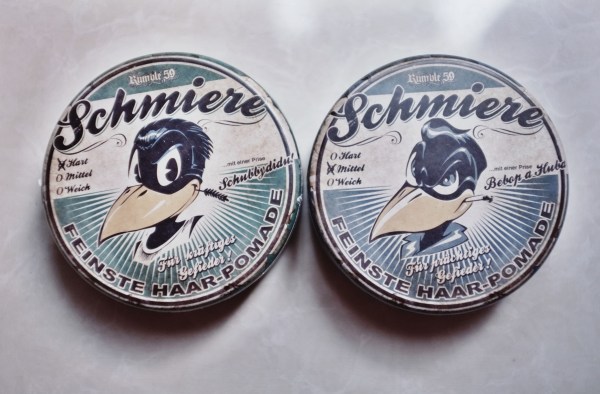 Rumble 59
Schmiere
X Hart
O Mittel
O Weich
...mit einer Prise
Schubbydidu!
Für kräftiges
Gefieder!
FEINSTE HAAR-POMADE
Rumble 59
Schmiere
O Hart
X Mittel
O Weich
...mit einer Prise
Bebop a Huba
Für prächtiges
Gefieder!
FEINSTE HAAR-POMADE